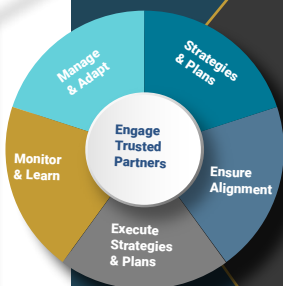 Manage
& Adapt
Strategies
& Plans
Engage
Trusted
Partners
Monitor
& Learn
Ensure
Alignment
Execute
Strategies
& Plans